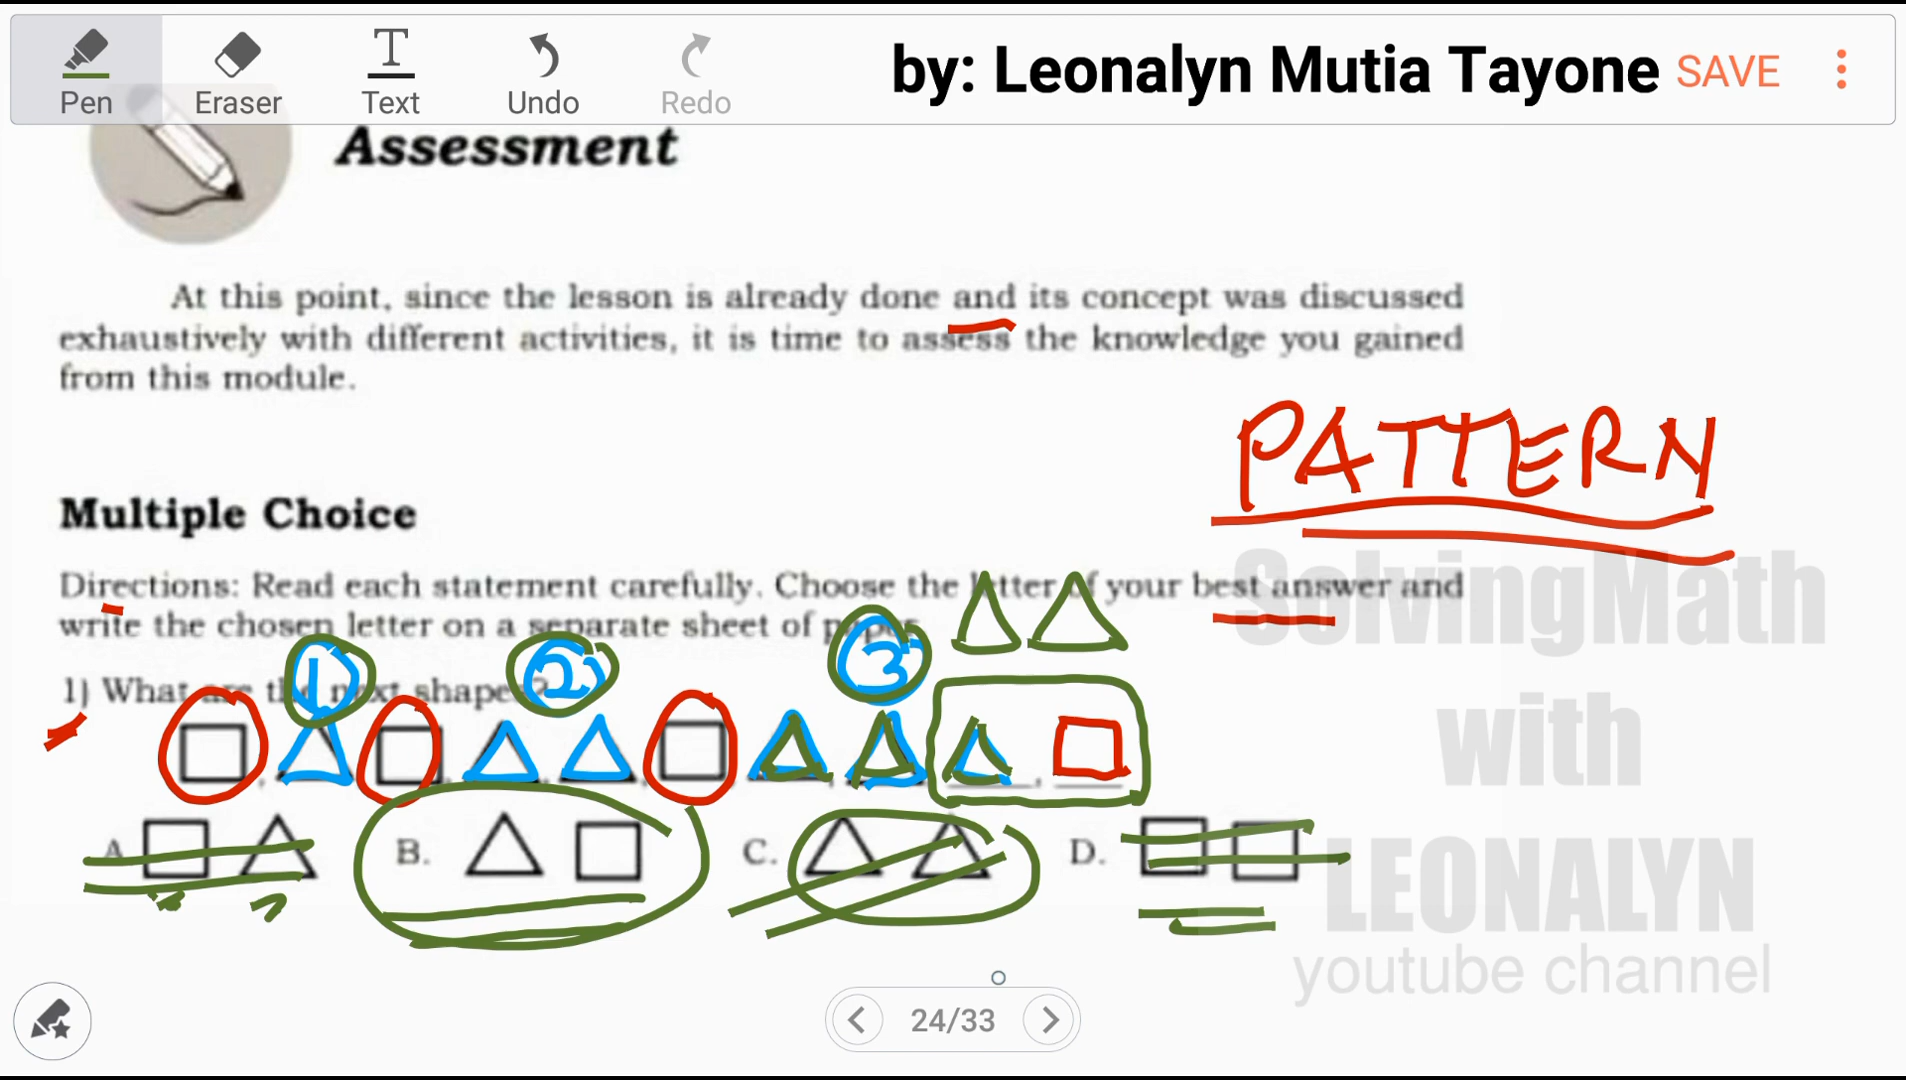 by: Leonalyn Mutia Tayone SAVE
Pen Eraser Text Undo Redo
Assessment
At this point, since the lesson is already done and its concept was discussed
exhaustively with different activities, it is time to assess the knowledge you gained
from this module.
PATTERN
Multiple Choice
Directions: Read each statement carefully. Choose the letter of your best answer and
write the chosen letter on a separate sheet of paper.
1 2 3
1) What are the next shapes?
A. B. C. D.
SolvingMath
with
LEONALYN
youtube channel
24/33